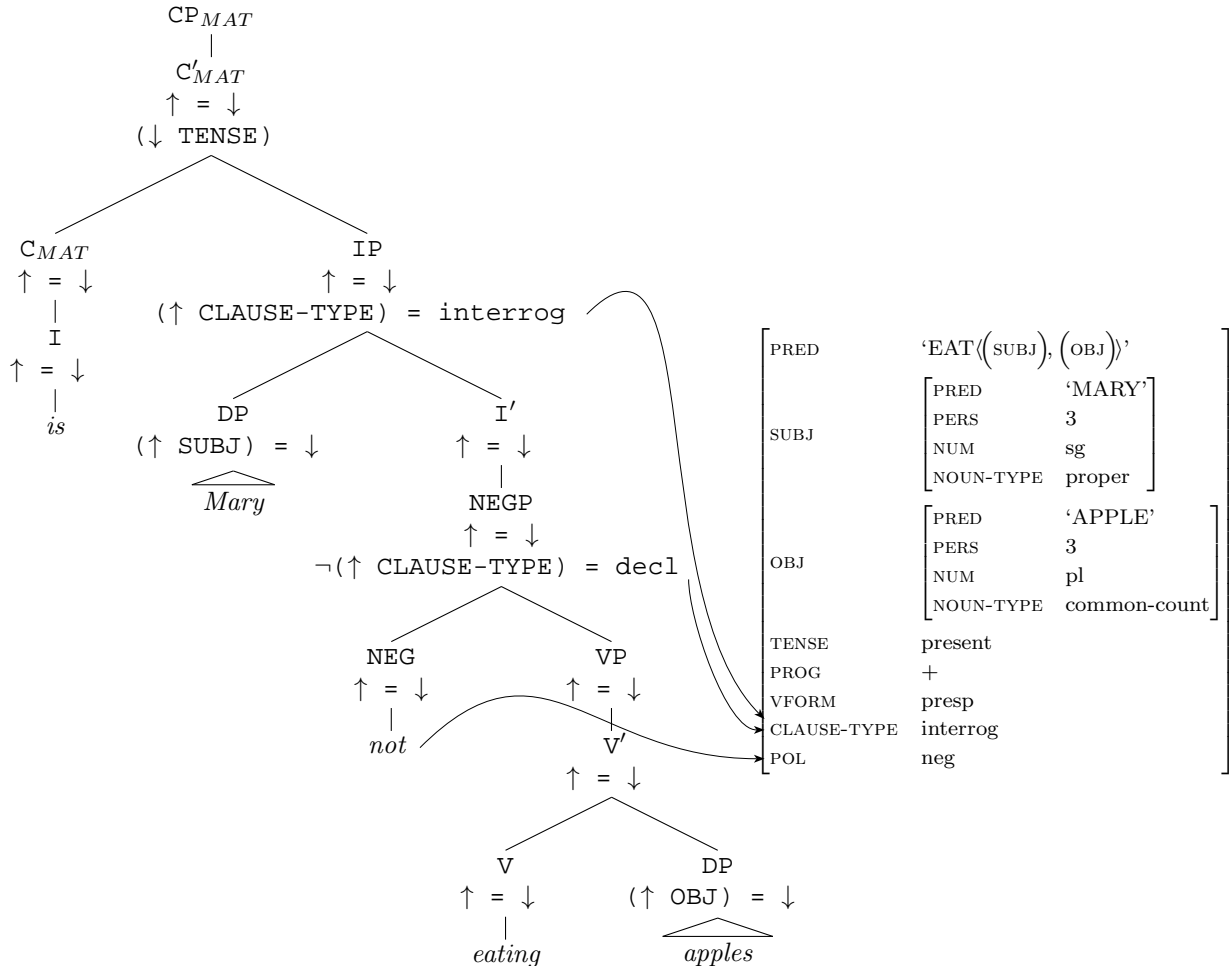 CP_MAT
C′_MAT
↑ = ↓
(↓ TENSE)
C_MAT
↑ = ↓
I
↑ = ↓
is
IP
↑ = ↓
(↑ CLAUSE-TYPE) = interrog
DP
(↑ SUBJ) = ↓
Mary
I′
↑ = ↓
NEGP
↑ = ↓
¬(↑ CLAUSE-TYPE) = decl
NEG
↑ = ↓
not
VP
↑ = ↓
V′
↑ = ↓
V
↑ = ↓
eating
DP
(↑ OBJ) = ↓
apples
PRED ‘EAT⟨(SUBJ), (OBJ)⟩’
SUBJ
PRED ‘MARY’
PERS 3
NUM sg
NOUN-TYPE proper
OBJ
PRED ‘APPLE’
PERS 3
NUM pl
NOUN-TYPE common-count
TENSE present
PROG +
VFORM presp
CLAUSE-TYPE interrog
POL neg